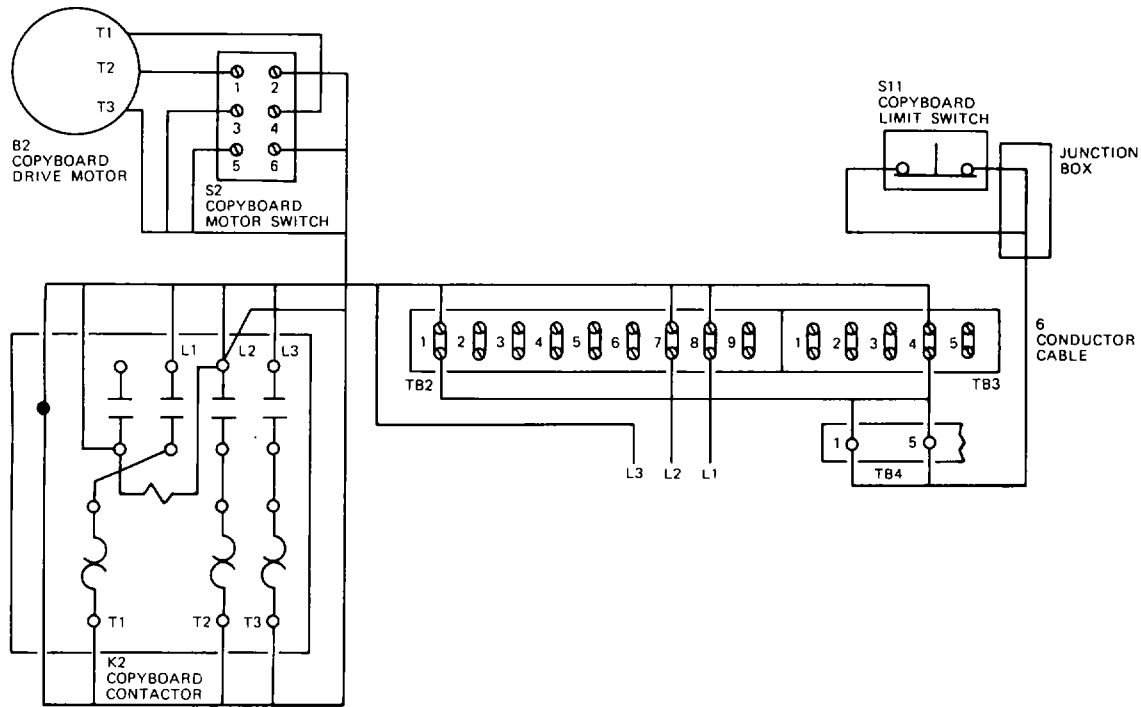 T1
T2
T3
B2
COPYBOARD
DRIVE MOTOR
1 2
3 4
5 6
S2
COPYBOARD
MOTOR SWITCH
S11
COPYBOARD
LIMIT SWITCH
JUNCTION
BOX
6
CONDUCTOR
CABLE
L1 L2 L3
1 2 3 4 5 6 7 8 9
1 2 3 4 5
TB2
TB3
1 5
TB4
L3 L2 L1
T1 T2 T3
K2
COPYBOARD
CONTACTOR